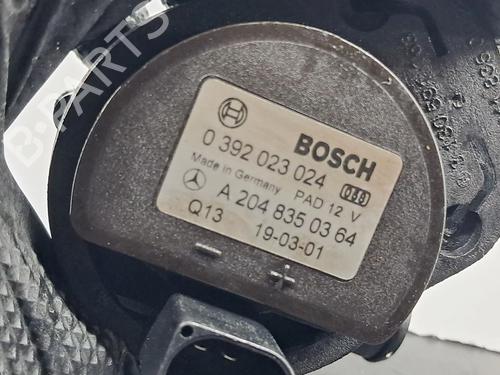 B-PARTS
BOSCH
0 392 023 024
Made in Germany PAD 12 V
A 204 835 03 64
Q13 19-03-01
- +